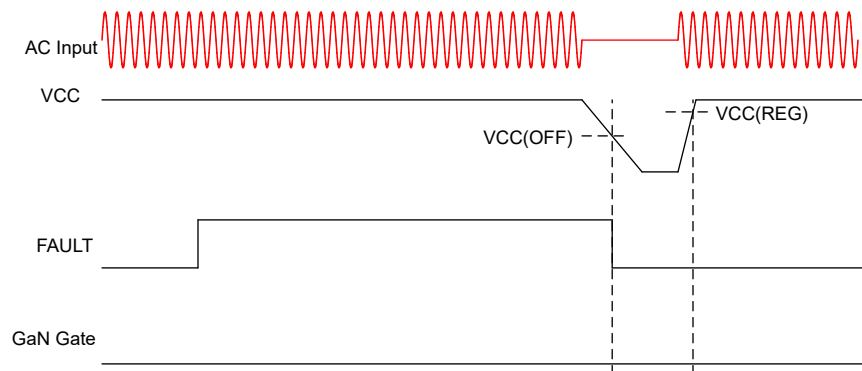 AC Input
VCC
VCC(OFF)
VCC(REG)
FAULT
GaN Gate